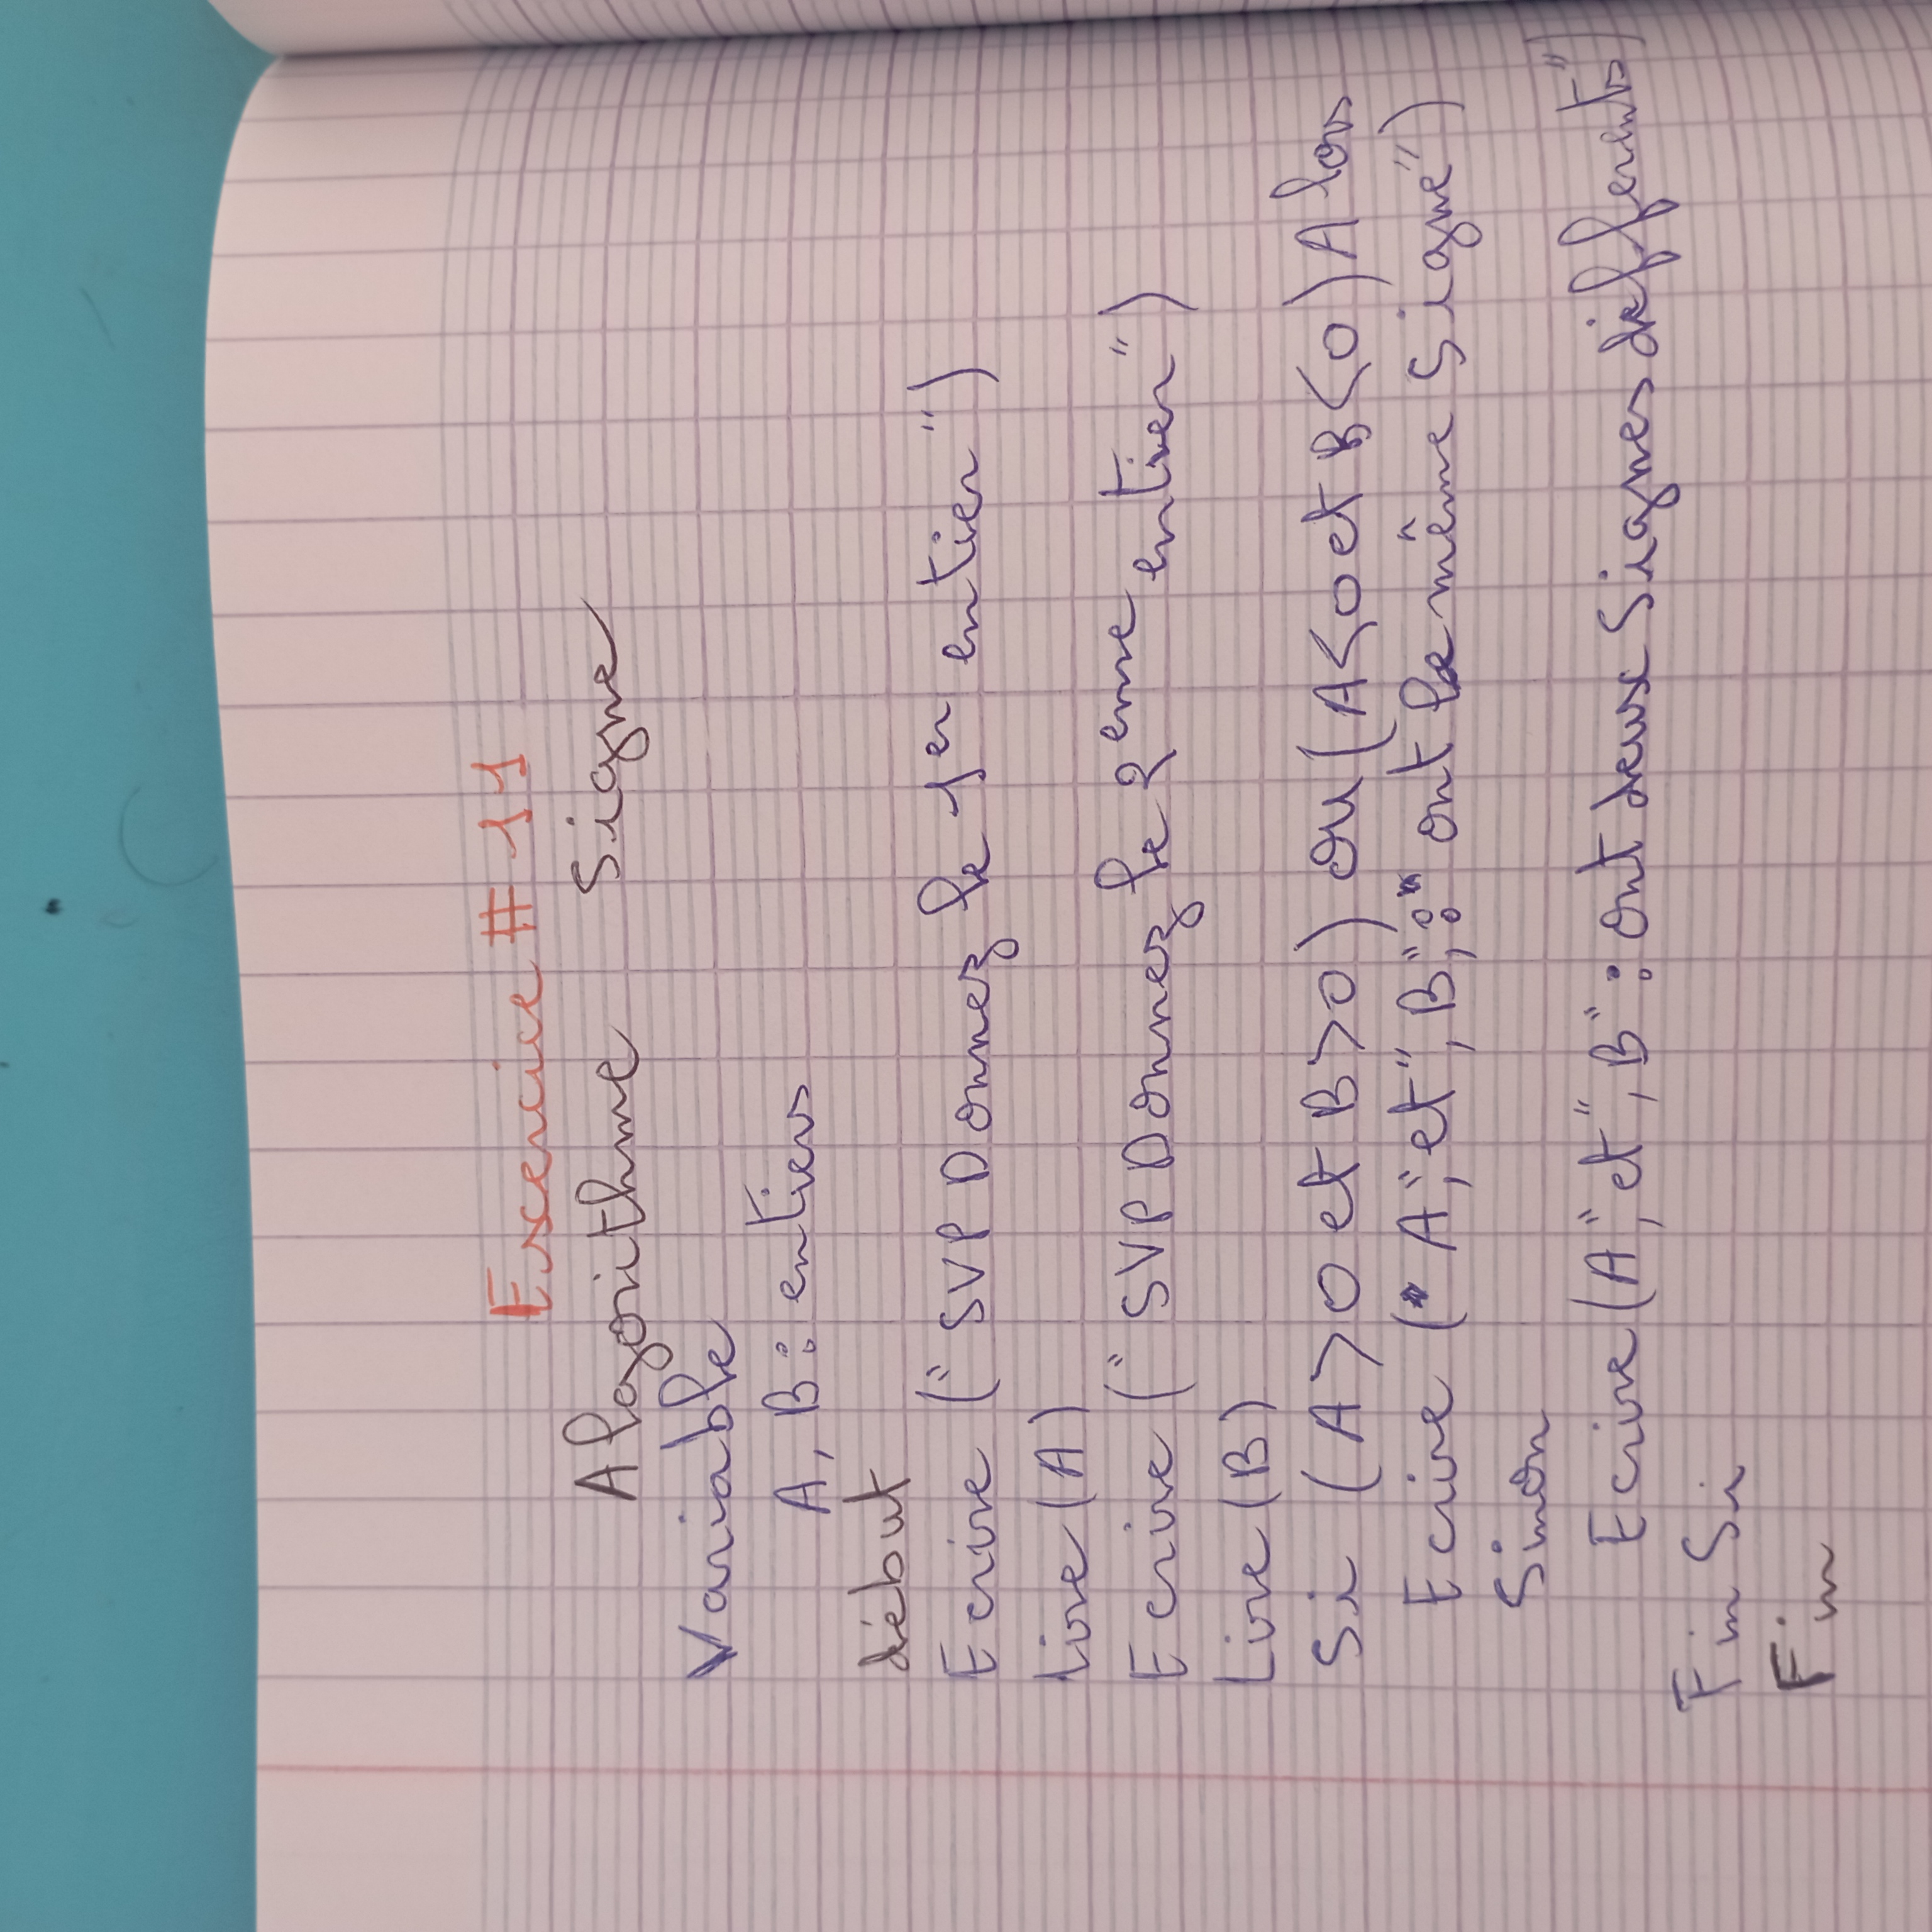 Exercice # 11
Algorithme Signe
Variable
A, B : entiers
début
Ecrire (" SVP Donnez le 1er entier ")
Lire (A)
Ecrire (" SVP Donnez le 2eme entier ")
Lire (B)
Si (A > 0 et B > 0) ou (A < 0 et B < 0) Alors
Ecrire (" A," et ", B," : " ont le même signe")
Sinon
Ecrire (A," et ", B " : ont deux Signes différents")
Fin Si
Fin